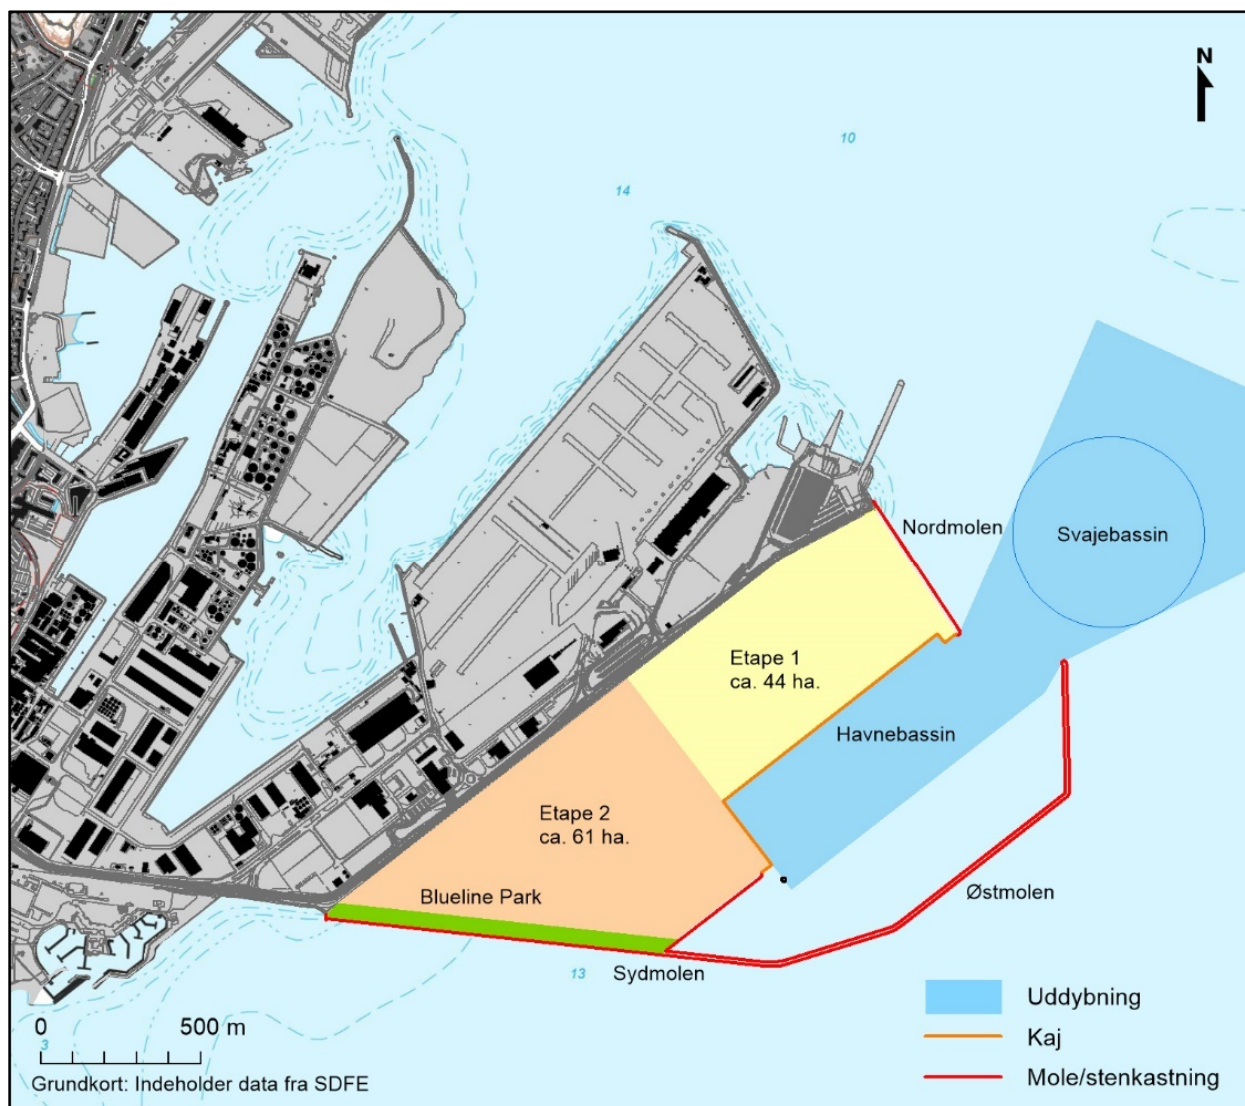 N
10
14
Nordmolen
Svajebassin
Etape 1
ca. 44 ha.
Havnebassin
Etape 2
ca. 61 ha.
Blueline Park
Østmolen
Sydmolen
13
Uddybning
Kaj
Mole/stenkastning
0 500 m
3
Grundkort: Indeholder data fra SDFE